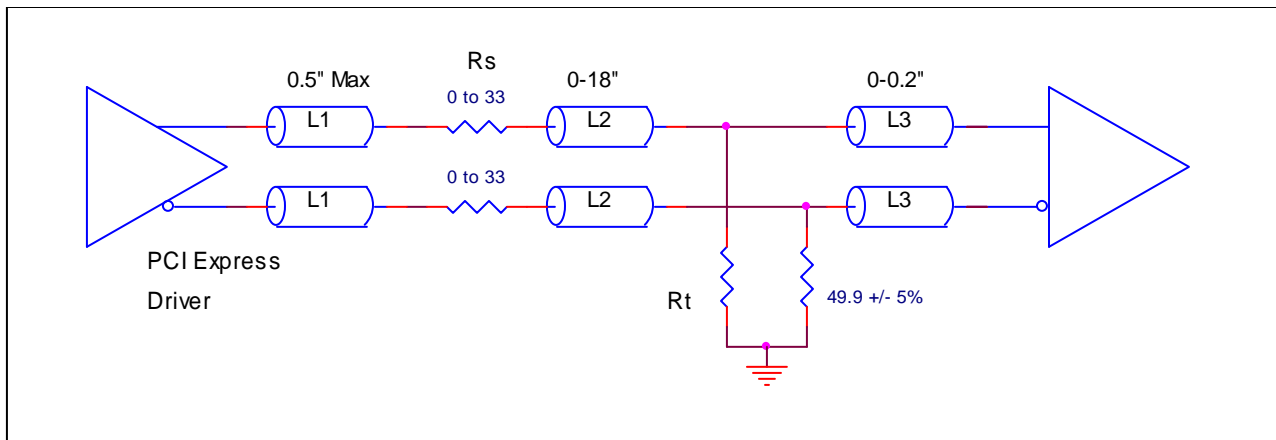 Rs
0.5" Max
0-18"
0-0.2"
0 to 33
L1
L2
L3
0 to 33
L1
L2
L3
PCI Express
Driver
Rt
49.9 +/- 5%